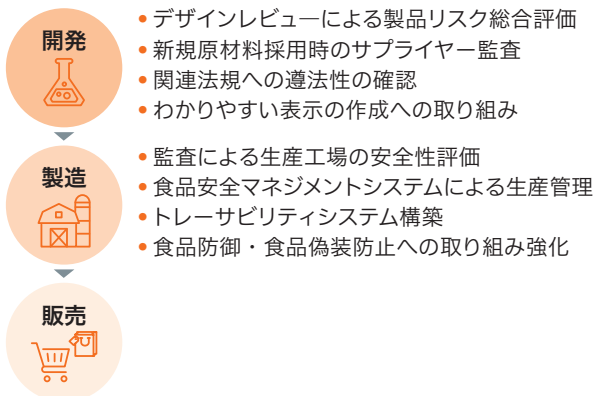 開発
• デザインレビューによる製品リスク総合評価
• 新規原材料採用時のサプライヤー監査
• 関連法規への遵法性の確認
• わかりやすい表示の作成への取り組み
製造
• 監査による生産工場の安全性評価
• 食品安全マネジメントシステムによる生産管理
• トレーサビリティシステム構築
• 食品防御・食品偽装防止への取り組み強化
販売